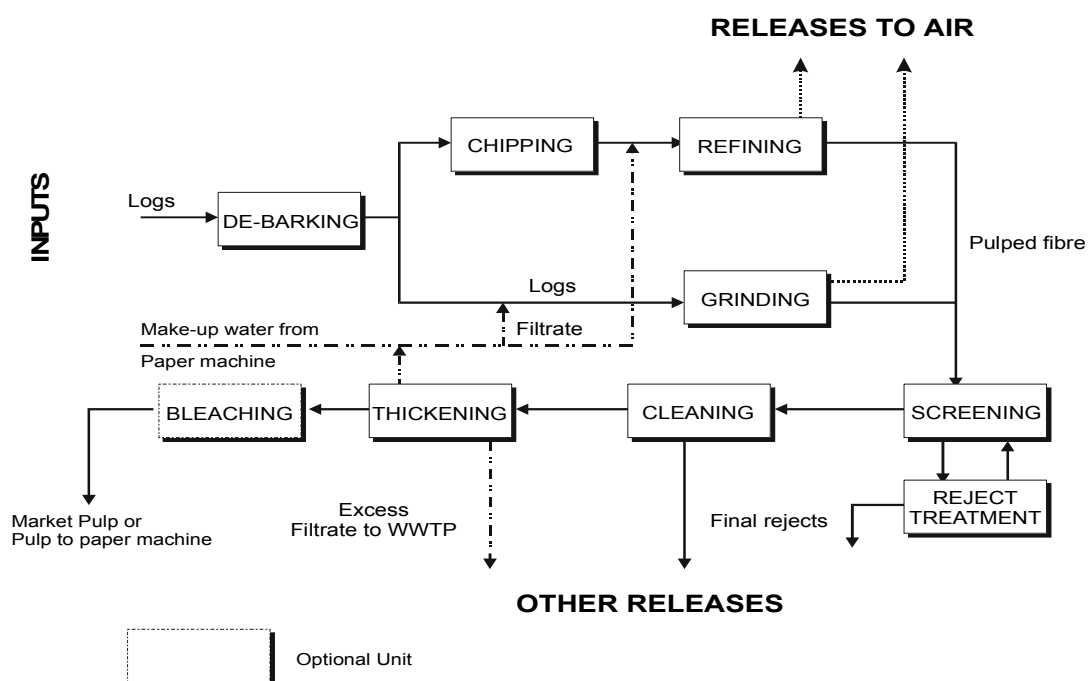 RELEASES TO AIR
INPUTS
CHIPPING
REFINING
Logs
DE-BARKING
Pulped fibre
Logs
GRINDING
Make-up water from
Filtrate
Paper machine
BLEACHING
THICKENING
CLEANING
SCREENING
REJECT
TREATMENT
Excess
Filtrate to WWTP
Final rejects
Market Pulp or
Pulp to paper machine
OTHER RELEASES
Optional Unit